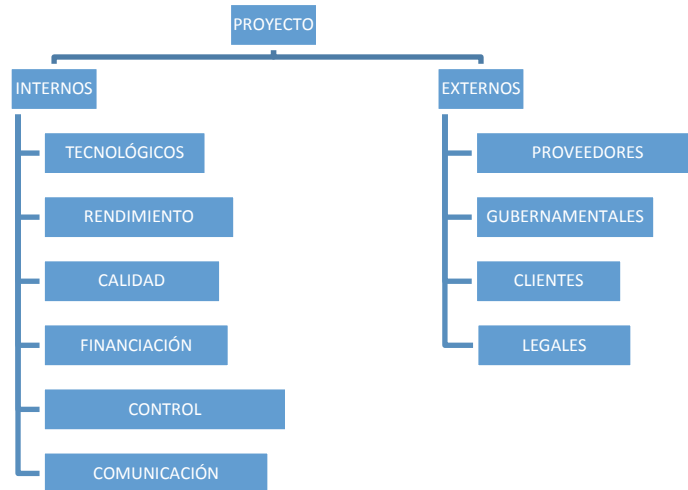 PROYECTO
INTERNOS
TECNOLÓGICOS
RENDIMIENTO
CALIDAD
FINANCIACIÓN
CONTROL
COMUNICACIÓN
EXTERNOS
PROVEEDORES
GUBERNAMENTALES
CLIENTES
LEGALES